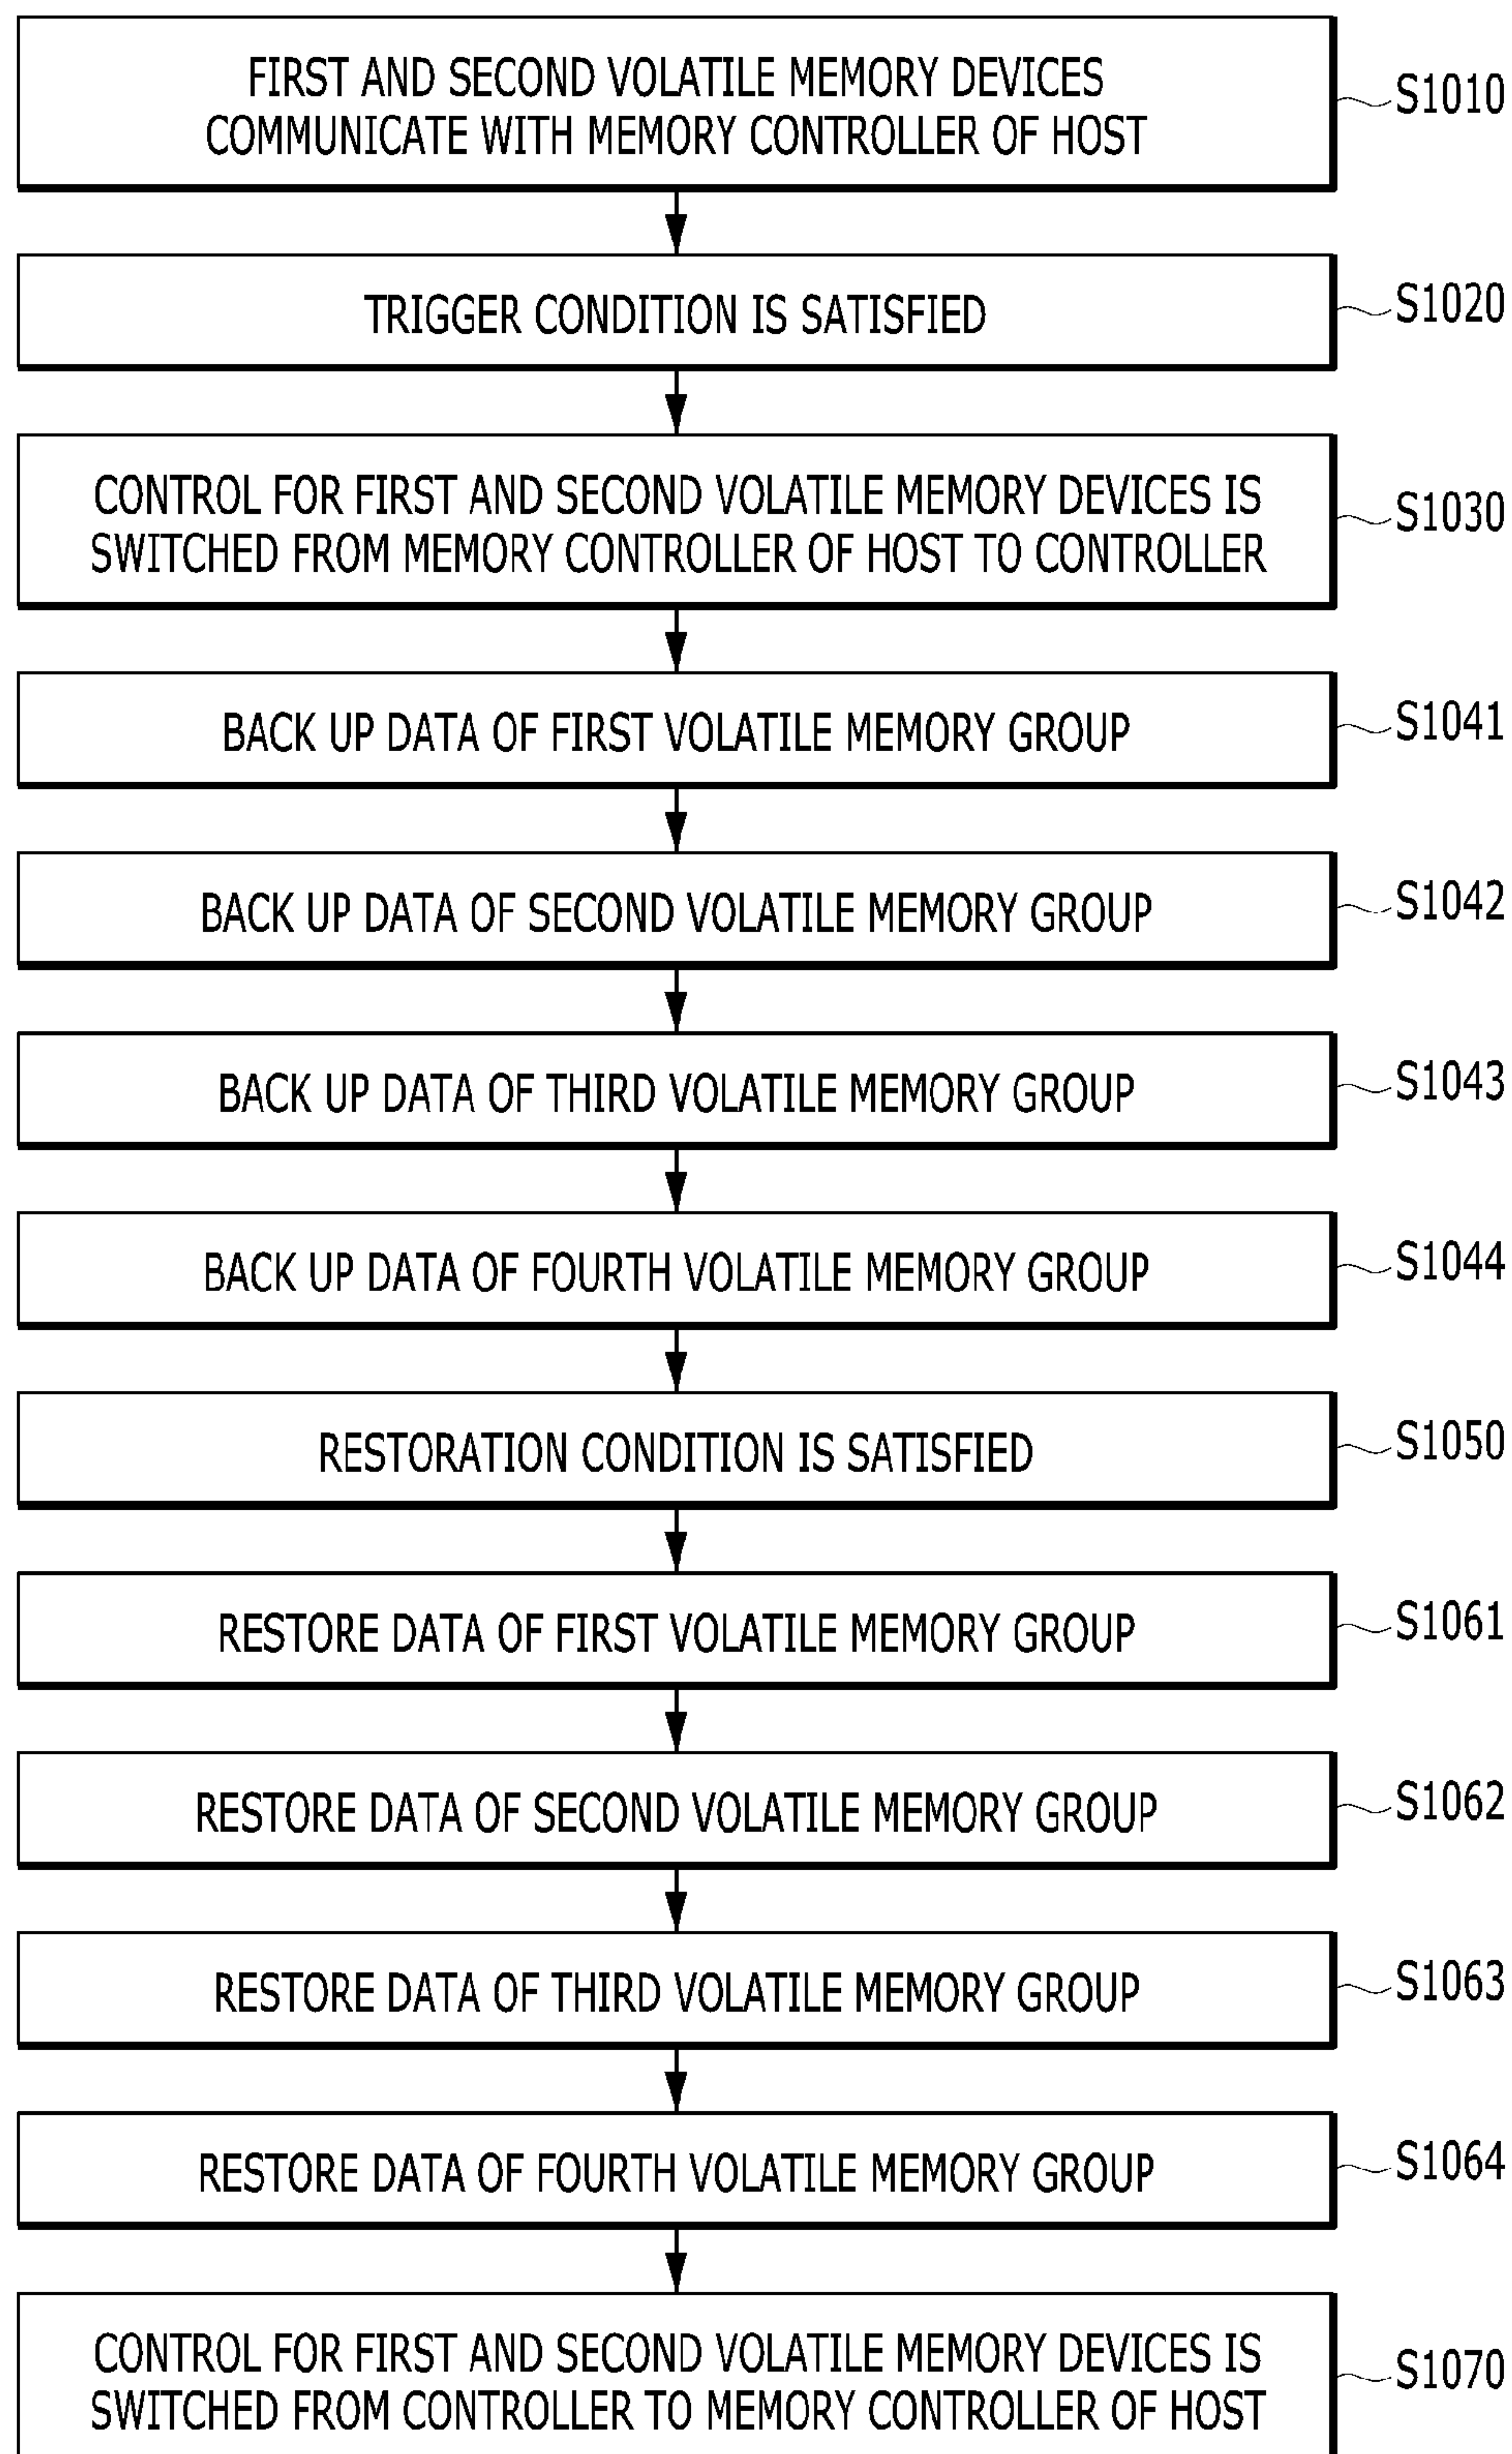 FIRST AND SECOND VOLATILE MEMORY DEVICES
COMMUNICATE WITH MEMORY CONTROLLER OF HOST
S1010
TRIGGER CONDITION IS SATISFIED
S1020
CONTROL FOR FIRST AND SECOND VOLATILE MEMORY DEVICES IS
SWITCHED FROM MEMORY CONTROLLER OF HOST TO CONTROLLER
S1030
BACK UP DATA OF FIRST VOLATILE MEMORY GROUP
S1041
BACK UP DATA OF SECOND VOLATILE MEMORY GROUP
S1042
BACK UP DATA OF THIRD VOLATILE MEMORY GROUP
S1043
BACK UP DATA OF FOURTH VOLATILE MEMORY GROUP
S1044
RESTORATION CONDITION IS SATISFIED
S1050
RESTORE DATA OF FIRST VOLATILE MEMORY GROUP
S1061
RESTORE DATA OF SECOND VOLATILE MEMORY GROUP
S1062
RESTORE DATA OF THIRD VOLATILE MEMORY GROUP
S1063
RESTORE DATA OF FOURTH VOLATILE MEMORY GROUP
S1064
CONTROL FOR FIRST AND SECOND VOLATILE MEMORY DEVICES IS
SWITCHED FROM CONTROLLER TO MEMORY CONTROLLER OF HOST
S1070